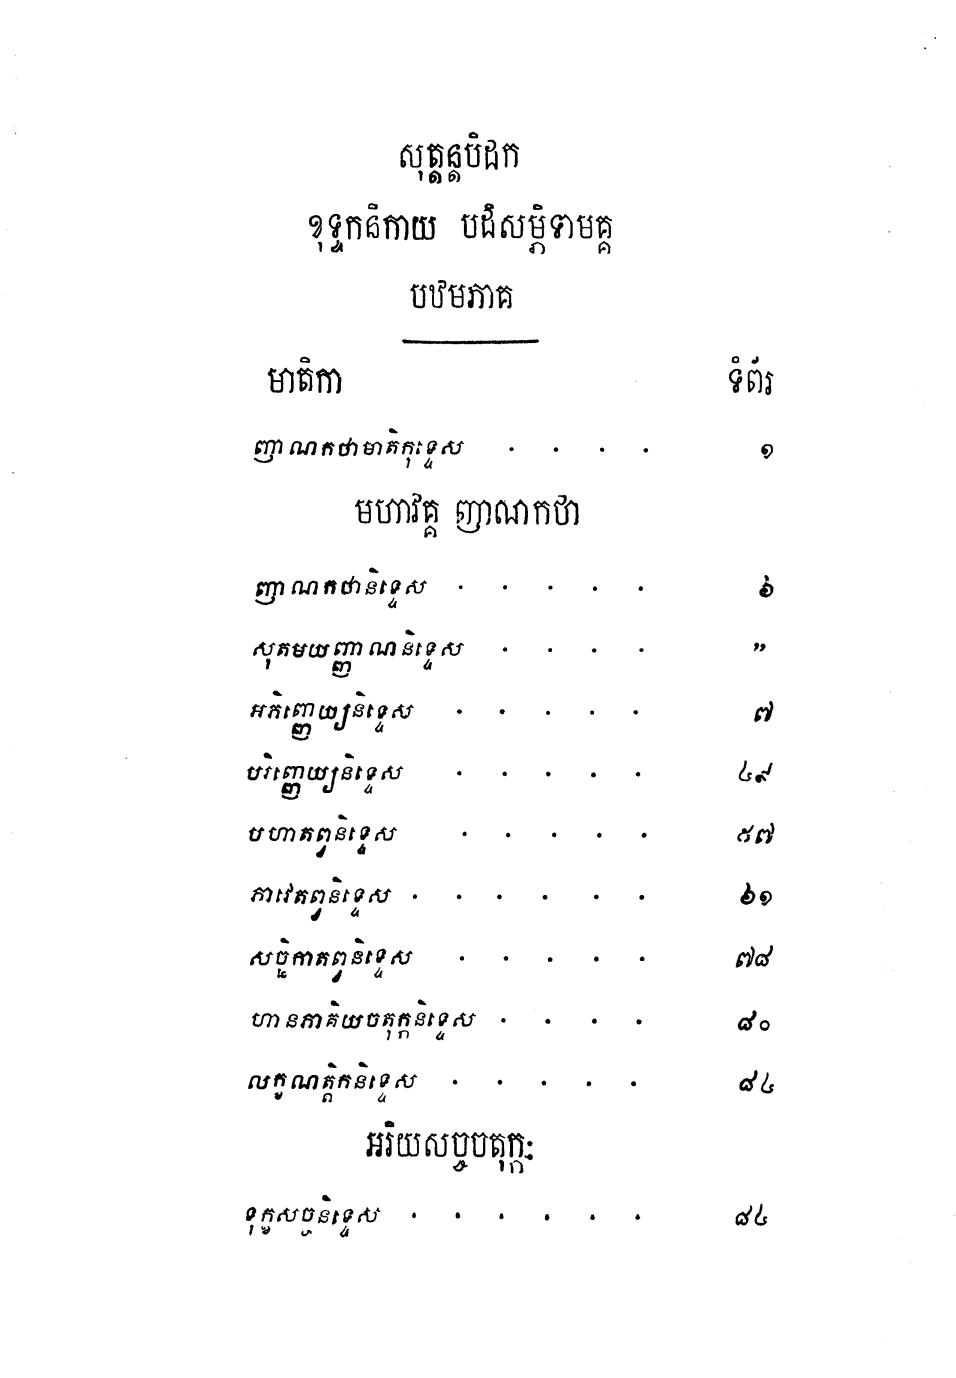 សុត្តន្តបិដក
ខុទ្ទកនិកាយ បដិសម្ភិទាមគ្គ
បឋមភាគ
មាតិកា ទំព័រ
ញាណកថាមាតិកុទ្ទេស . . . . ១
មហាវគ្គ ញាណកថា
ញាណកថានិទ្ទេស . . . . . ៦
សុតមយញ្ញាណនិទ្ទេស . . . . ”
អភិញ្ញេយ្យនិទ្ទេស . . . . . ៧
បរិញ្ញេយ្យនិទ្ទេស . . . . . ៤៩
បហាតព្វនិទ្ទេស . . . . . ៥៧
ភាវេតព្វនិទ្ទេស . . . . . . ៦១
សច្ឆិកាតព្វនិទ្ទេស . . . . . ៧៨
ហានភាគិយចតុក្កនិទ្ទេស . . . . ៨០
លក្ខណត្តិកនិទ្ទេស . . . . . ៨៤
អរិយសច្ចចតុក្កៈ
ទុក្ខសច្ចនិទ្ទេស . . . . . . ៨៤